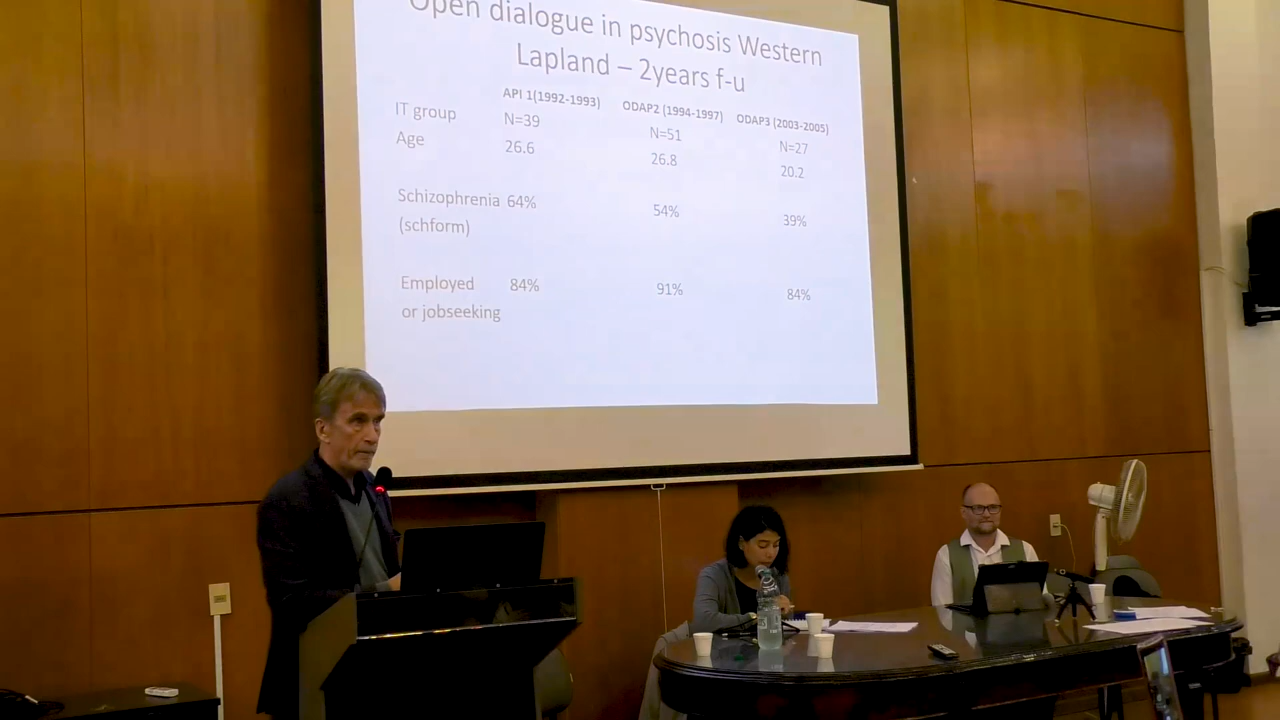 Open dialogue in psychosis Western
Lapland – 2years f-u
API 1(1992-1993) ODAP2 (1994-1997) ODAP3 (2003-2005)
IT group N=39 N=51 N=27
Age 26.6 26.8 20.2
Schizophrenia 64% 54% 39%
(schform)
Employed 84% 91% 84%
or jobseeking